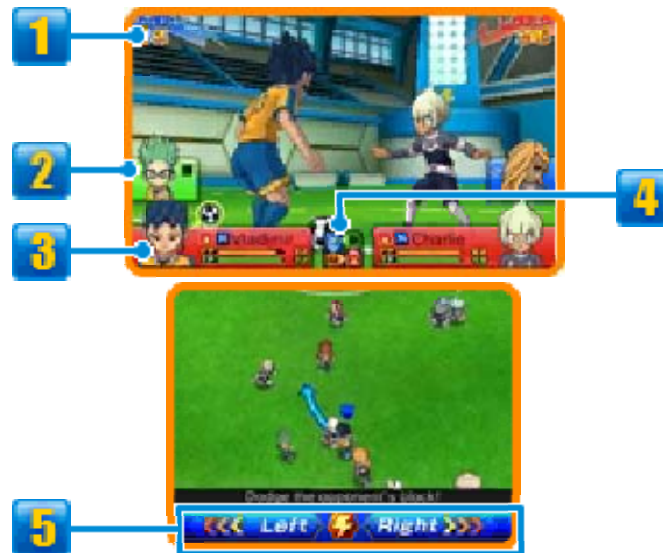 1
2
4
3
Vladimir
Charlie
Dodge the opponent's block!
5
Left
Right